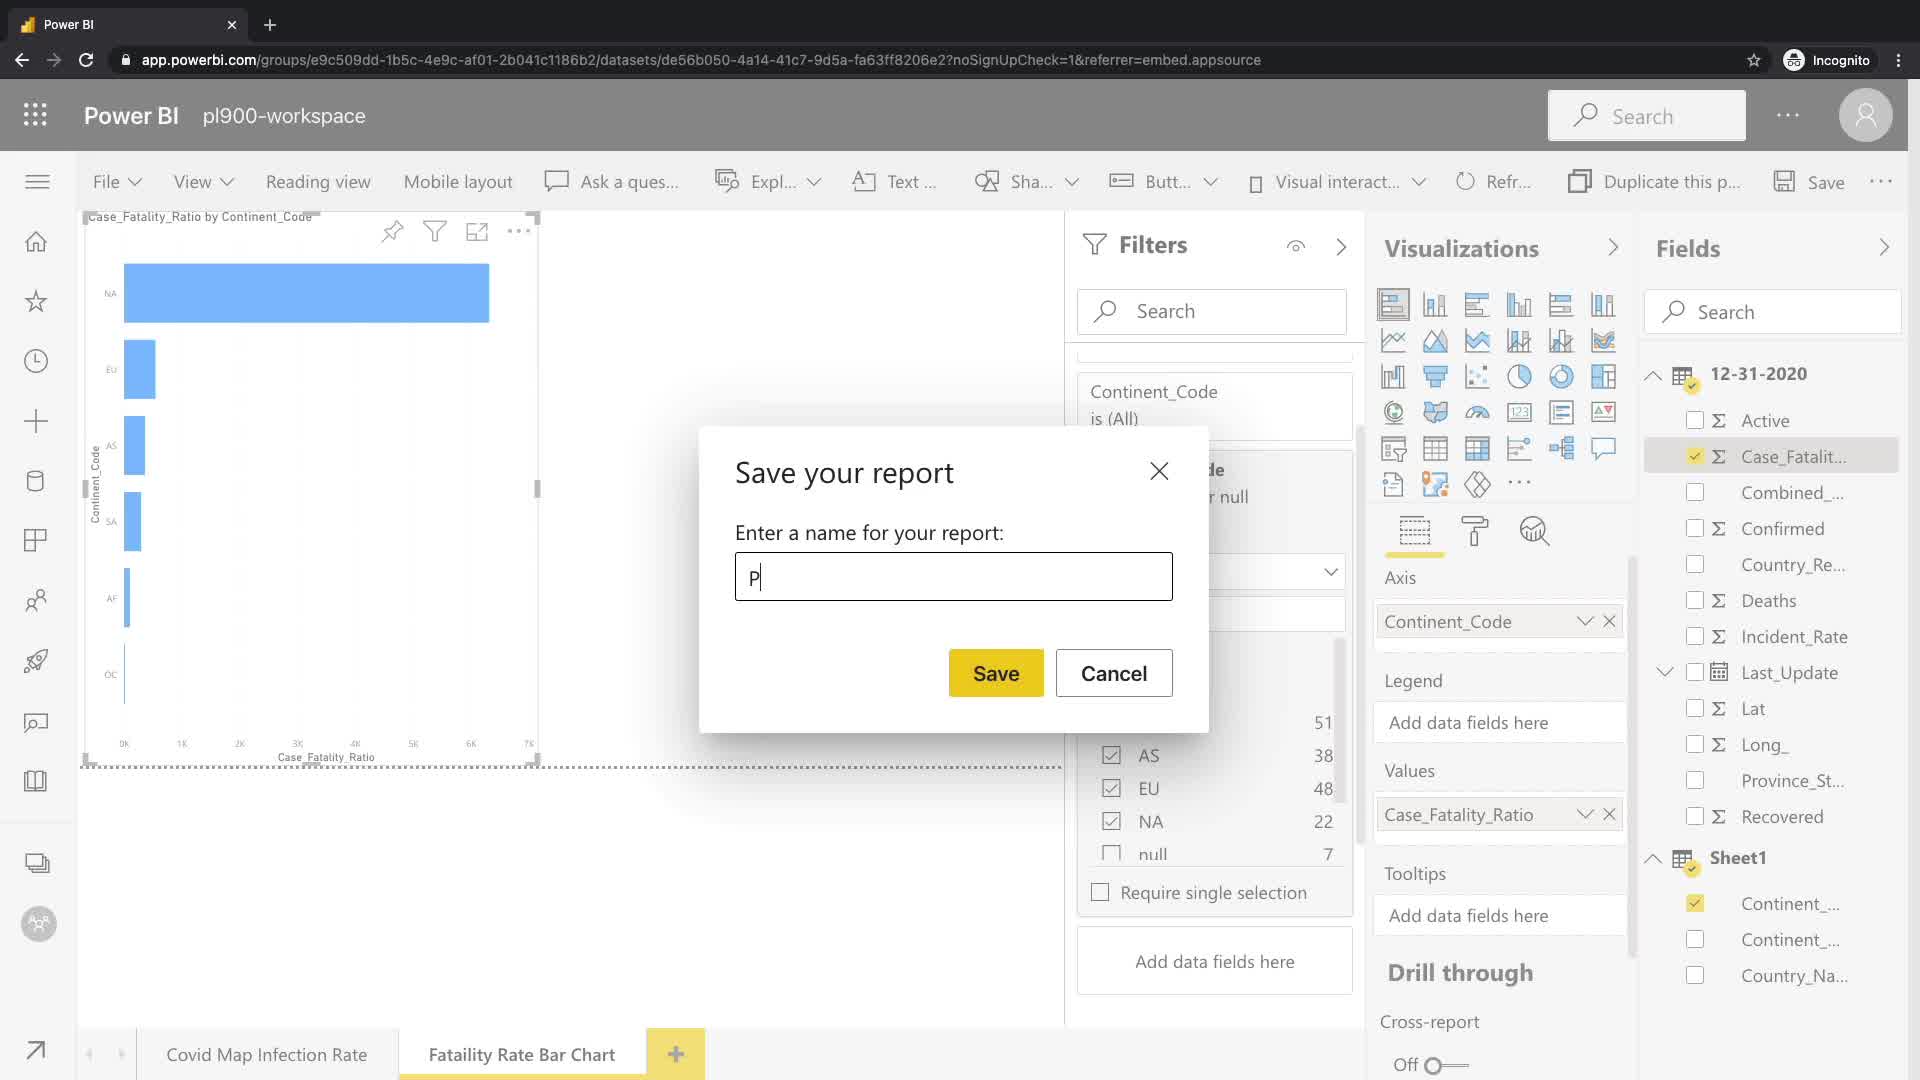 Power BI
app.powerbi.com/groups/e9c509dd-1b5c-4e9c-af01-2b041c1186b2/datasets/de56b050-4a14-41c7-9d5a-fa63ff8206e2?noSignUpCheck=1&referrer=embed.appsource
Incognito
Power BI pl900-workspace
Search
File View Reading view Mobile layout Ask a ques... Expl... Text ... Sha... Butt... Visual interact... Refr... Duplicate this p... Save
Case_Fatality_Ratio by Continent_Code
NA
EU
AS
SA
AF
OC
Continent_Code
0K 1K 2K 3K 4K 5K 6K 7K
Case_Fatality_Ratio
Filters
Search
Continent_Code
is (All)
de
r null
51
AS 38
EU 48
NA 22
null 7
Require single selection
Add data fields here
Save your report
Enter a name for your report:
P
Save Cancel
Visualizations
123
Axis
Continent_Code
Legend
Add data fields here
Values
Case_Fatality_Ratio
Tooltips
Add data fields here
Drill through
Cross-report
Off
Fields
Search
12-31-2020
Active
Case_Fatalit...
Combined_...
Confirmed
Country_Re...
Deaths
Incident_Rate
Last_Update
Lat
Long_
Province_St...
Recovered
Sheet1
Continent_...
Continent_...
Country_Na...
Covid Map Infection Rate
Fataility Rate Bar Chart